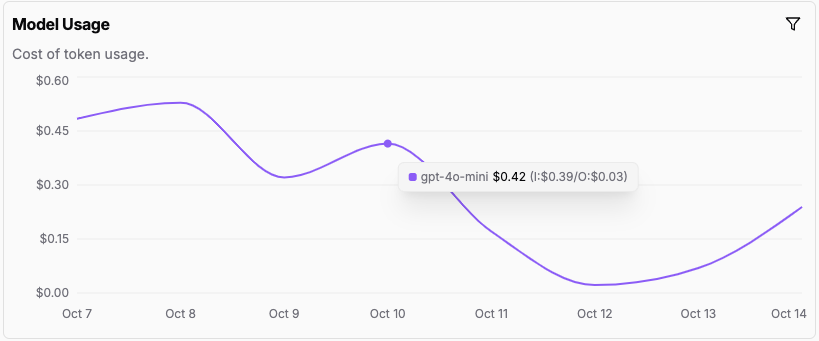 Model Usage
Cost of token usage.
$0.60
$0.45
$0.30
$0.15
$0.00
gpt-4o-mini $0.42 (I:$0.39/O:$0.03)
Oct 7 Oct 8 Oct 9 Oct 10 Oct 11 Oct 12 Oct 13 Oct 14